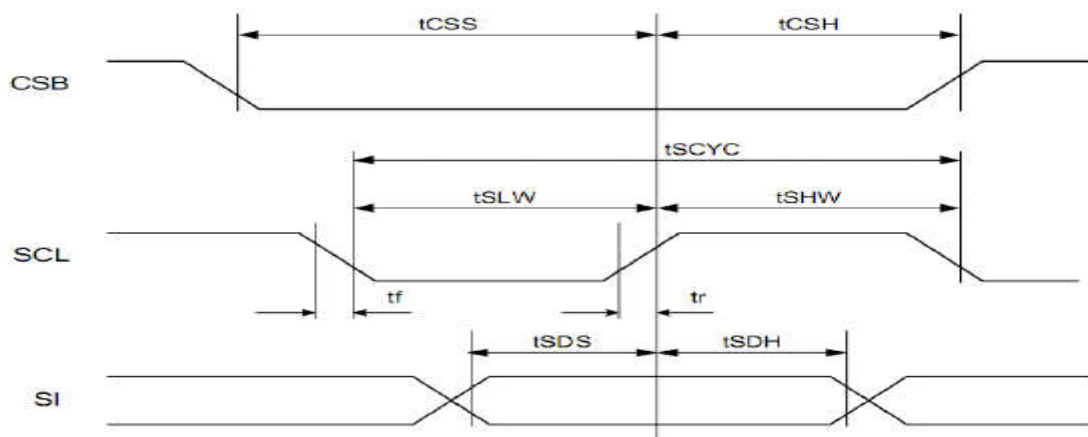 tCSS tCSH
CSB
tSCYC
tSLW tSHW
SCL
tf tr
tSDS tSDH
SI